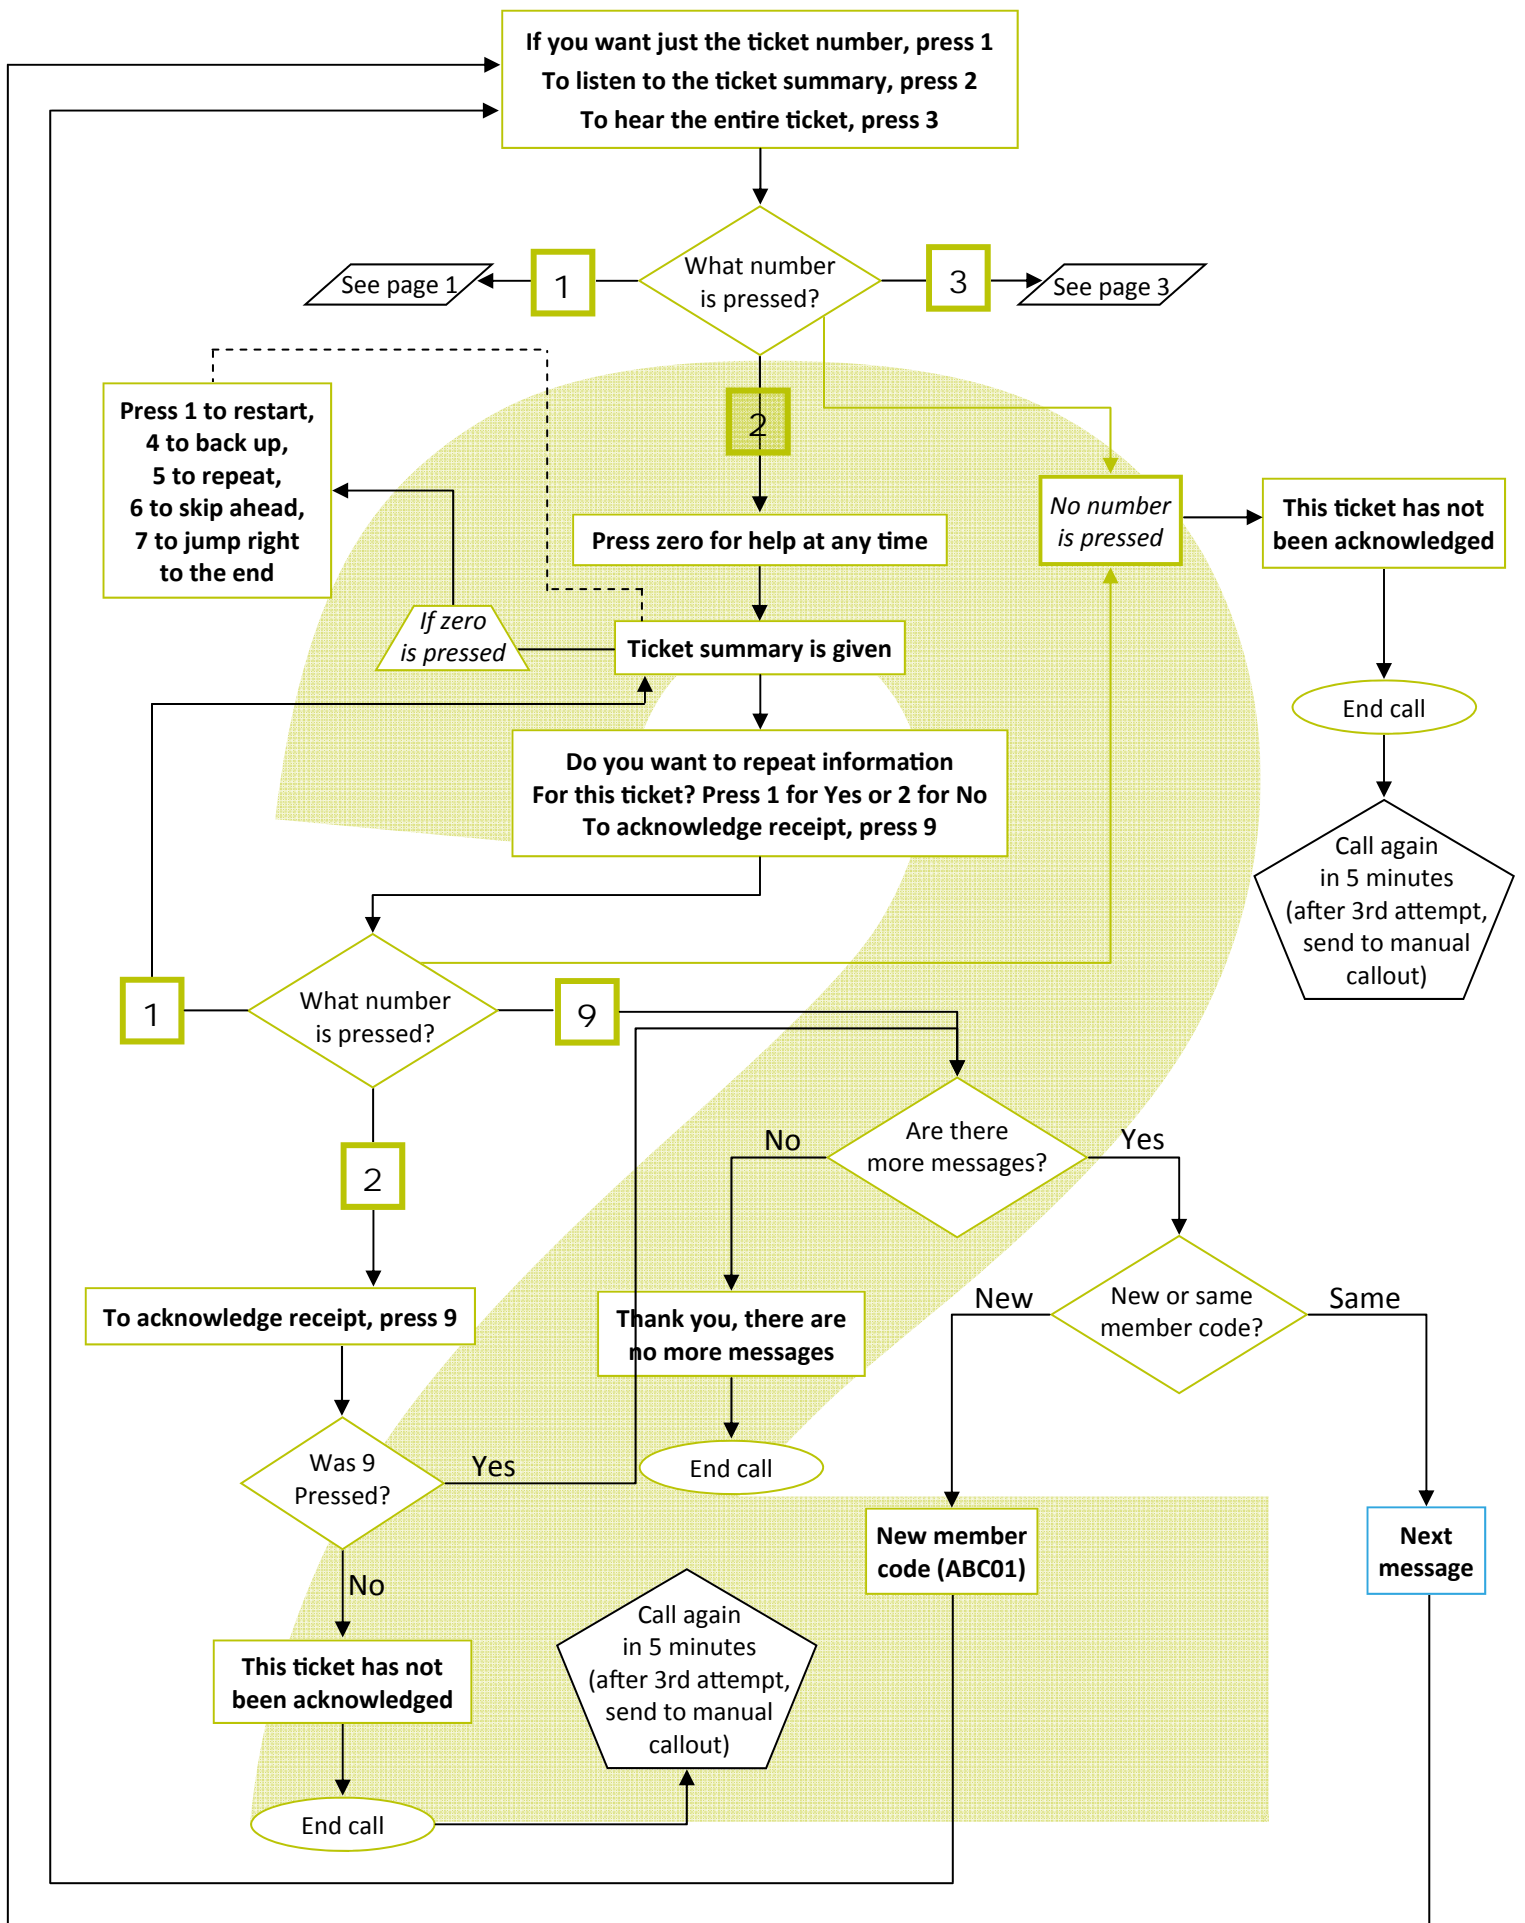 If you want just the ticket number, press 1
To listen to the ticket summary, press 2
To hear the entire ticket, press 3
What number
is pressed?
See page 1
1
3
See page 3
2
Press 1 to restart,
4 to back up,
5 to repeat,
6 to skip ahead,
7 to jump right
to the end
Press zero for help at any time
No number
is pressed
This ticket has not
been acknowledged
If zero
is pressed
Ticket summary is given
End call
Do you want to repeat information
For this ticket? Press 1 for Yes or 2 for No
To acknowledge receipt, press 9
Call again
in 5 minutes
(after 3rd attempt,
send to manual
callout)
1
What number
is pressed?
9
2
No
Are there
more messages?
Yes
To acknowledge receipt, press 9
Thank you, there are
no more messages
New
New or same
member code?
Same
Was 9
Pressed?
Yes
End call
No
New member
code (ABC01)
Next
message
This ticket has not
been acknowledged
Call again
in 5 minutes
(after 3rd attempt,
send to manual
callout)
End call